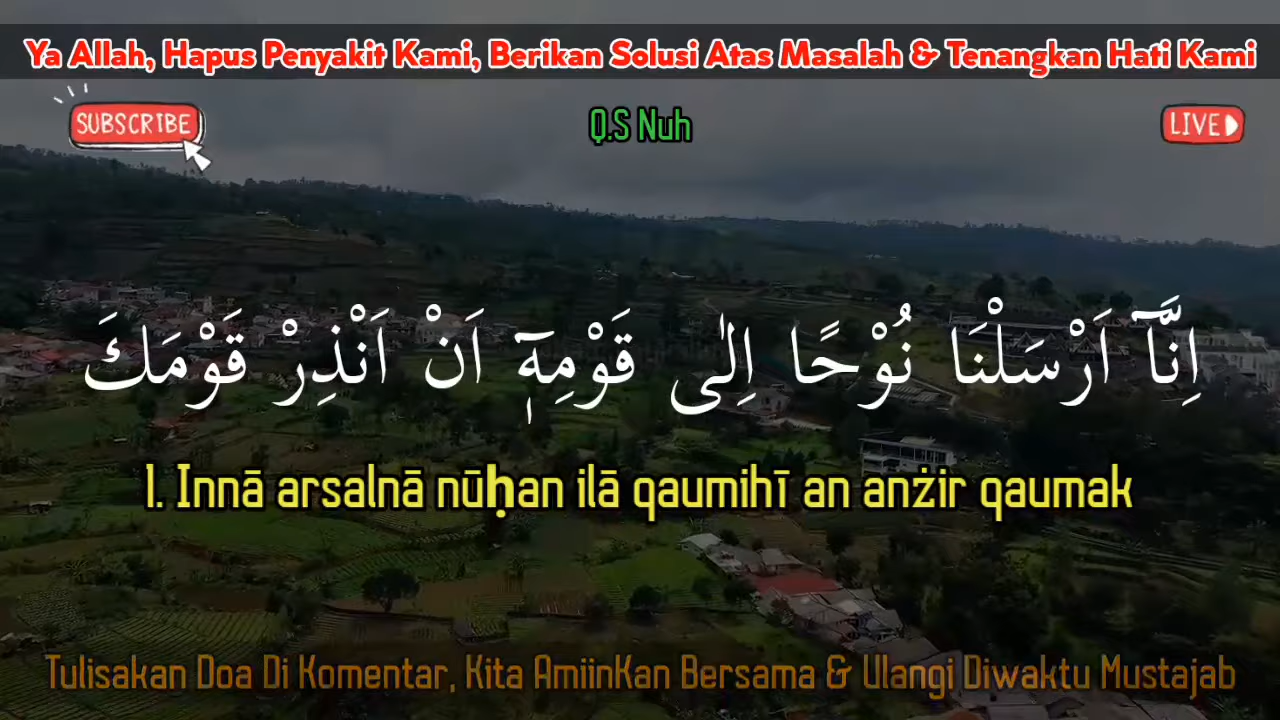 Ya Allah, Hapus Penyakit Kami, Berikan Solusi Atas Masalah & Tenangkan Hati Kami
SUBSCRIBE
Q.S Nuh
LIVE
اِنَّآ اَرْسَلْنَا نُوْحًا اِلٰى قَوْمِهٖٓ اَنْ اَنْذِرْ قَوْمَكَ
1. Innā arsalnā nūḥan ilā qaumihī an anżir qaumak
Tulisakan Doa Di Komentar, Kita AmiinKan Bersama & Ulangi Diwaktu Mustajab